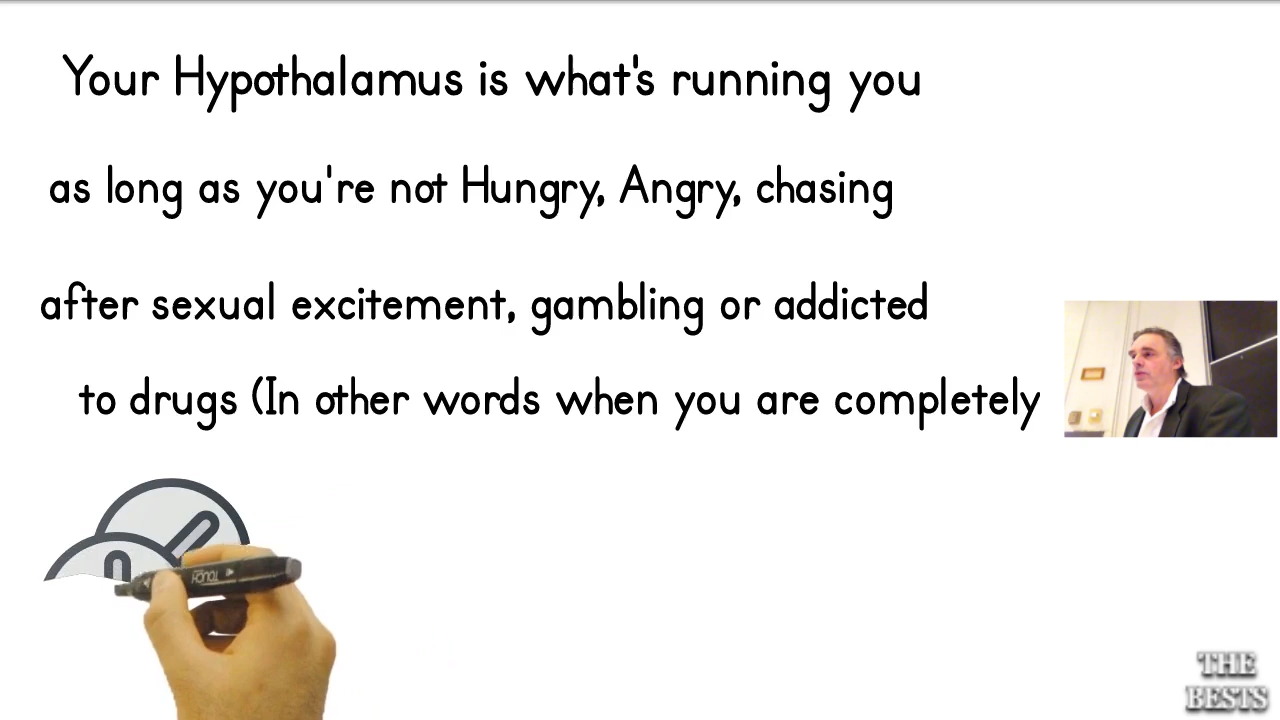 Your Hypothalamus is what's running you
as long as you're not Hungry, Angry, chasing
after sexual excitement, gambling or addicted
to drugs (In other words when you are completely
TOUCH
THE
BESTS